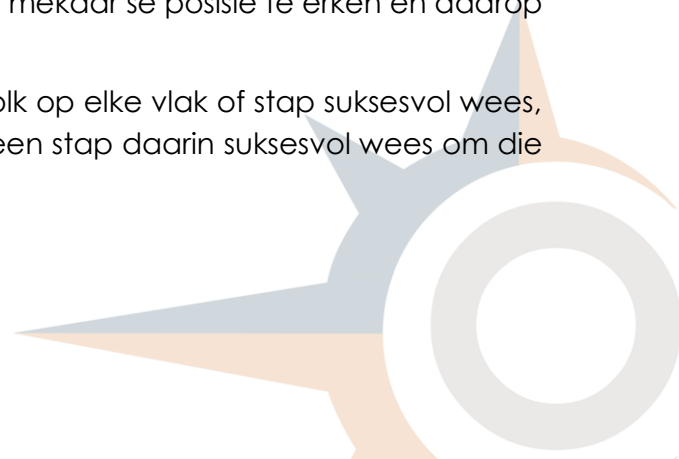 mekaar se posisie te erken en daarop
olk op elke vlak of stap suksesvol wees,
een stap daarin suksesvol wees om die